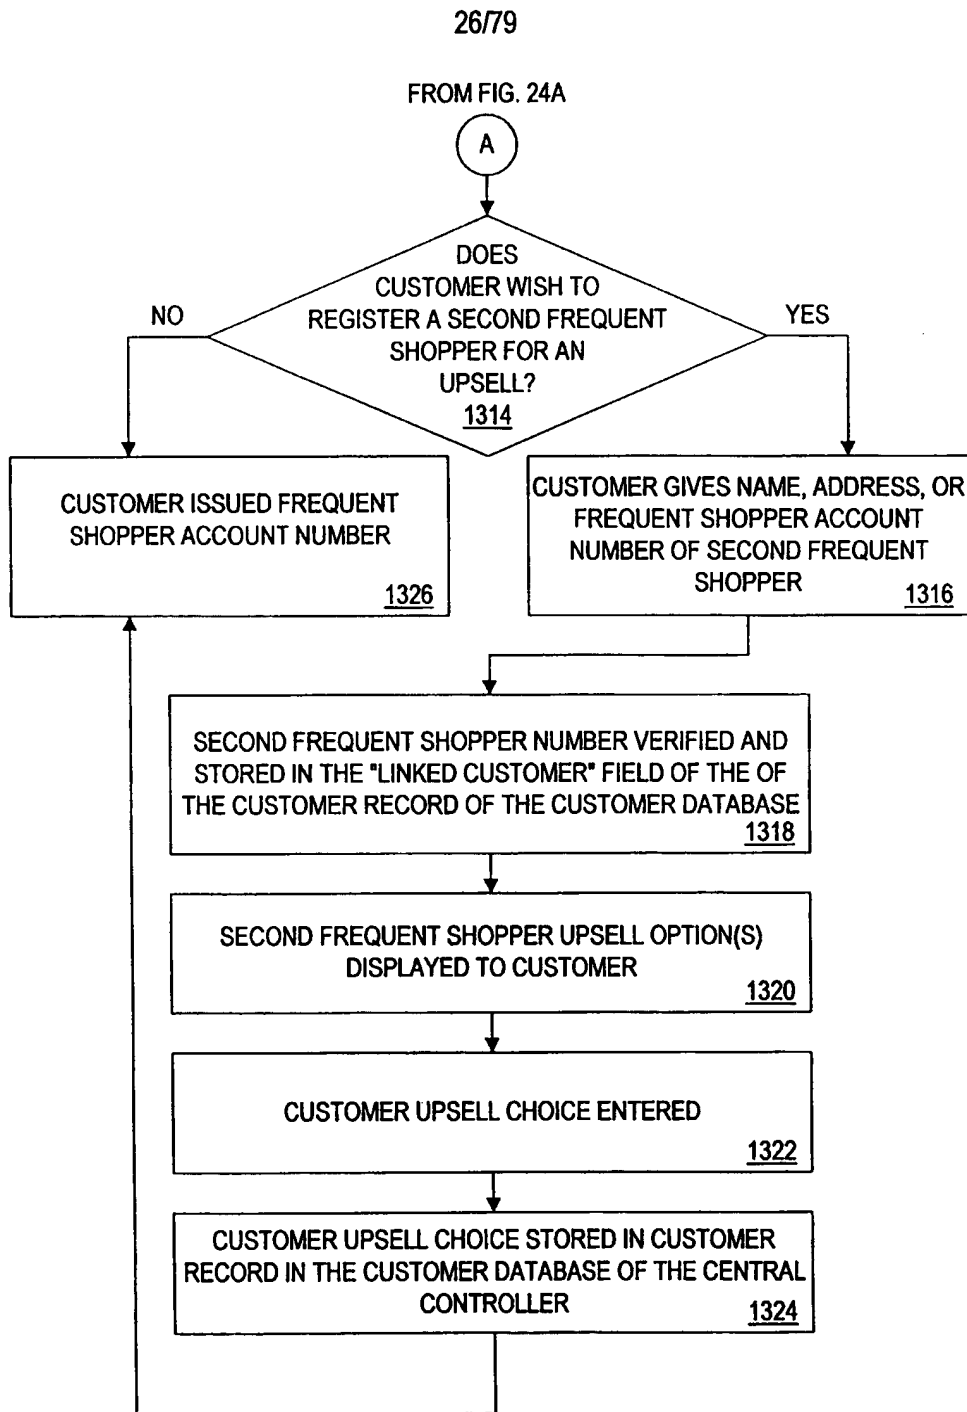 26/79
FROM FIG. 24A
A
DOES
CUSTOMER WISH TO
REGISTER A SECOND FREQUENT
SHOPPER FOR AN
UPSELL?
1314
NO
YES
CUSTOMER ISSUED FREQUENT
SHOPPER ACCOUNT NUMBER
1326
CUSTOMER GIVES NAME, ADDRESS, OR
FREQUENT SHOPPER ACCOUNT
NUMBER OF SECOND FREQUENT
SHOPPER
1316
SECOND FREQUENT SHOPPER NUMBER VERIFIED AND
STORED IN THE "LINKED CUSTOMER" FIELD OF THE OF
THE CUSTOMER RECORD OF THE CUSTOMER DATABASE
1318
SECOND FREQUENT SHOPPER UPSELL OPTION(S)
DISPLAYED TO CUSTOMER
1320
CUSTOMER UPSELL CHOICE ENTERED
1322
CUSTOMER UPSELL CHOICE STORED IN CUSTOMER
RECORD IN THE CUSTOMER DATABASE OF THE CENTRAL
CONTROLLER
1324